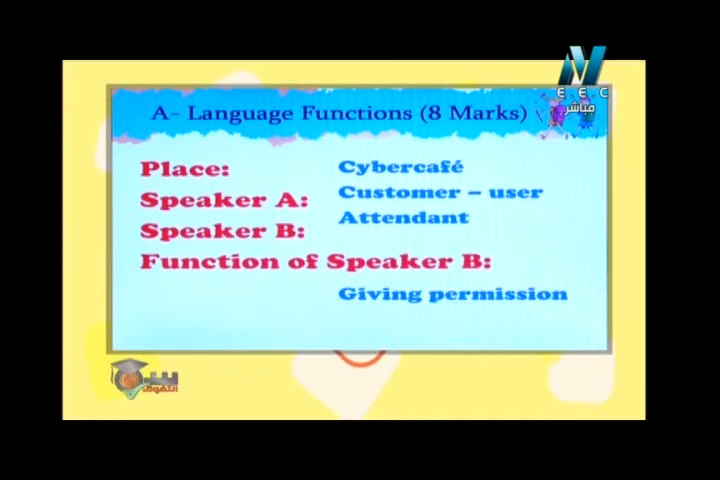 E E C
مباشر
A- Language Functions (8 Marks)
Place: Cybercafé
Speaker A: Customer – user
Speaker B: Attendant
Function of Speaker B:
Giving permission